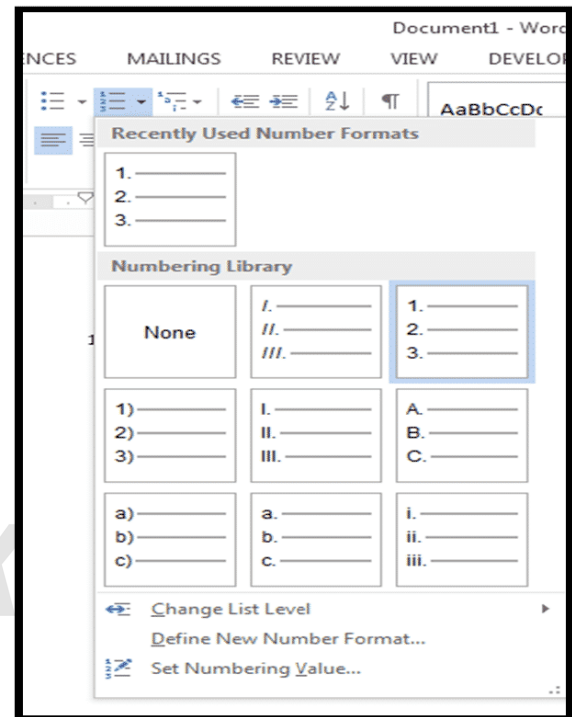 Document1 - Word
ENCES MAILINGS REVIEW VIEW DEVELO
AaBbCcDc
Recently Used Number Formats
1.
2.
3.
Numbering Library
None
I.
II.
III.
1.
2.
3.
1)
2)
3)
I.
II.
III.
A.
B.
C.
a)
b)
c)
a.
b.
c.
i.
ii.
iii.
Change List Level
Define New Number Format...
Set Numbering Value...